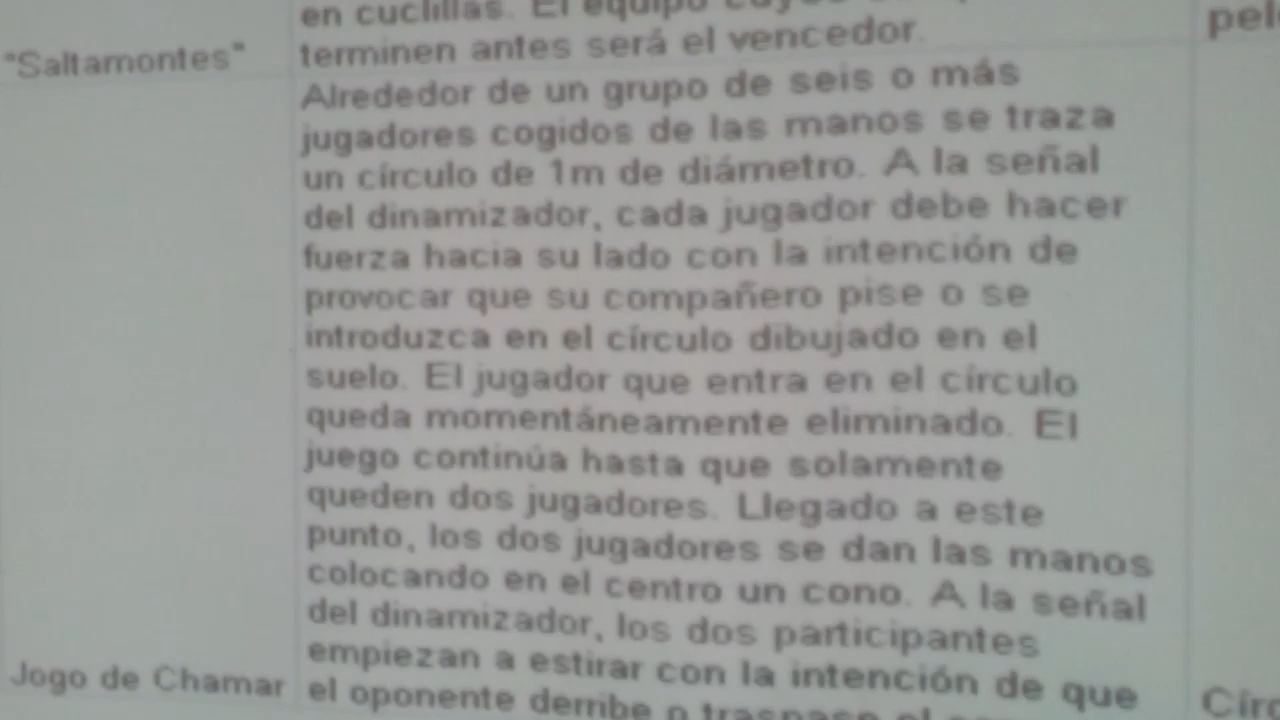 en cuclillas. El equipo
"Saltamontes"
terminen antes será el vencedor.
pel
Alrededor de un grupo de seis o más
jugadores cogidos de las manos se traza
un círculo de 1m de diámetro. A la señal
del dinamizador, cada jugador debe hacer
fuerza hacia su lado con la intención de
provocar que su compañero pise o se
introduzca en el círculo dibujado en el
suelo. El jugador que entra en el círculo
queda momentáneamente eliminado. El
juego continúa hasta que solamente
queden dos jugadores. Llegado a este
punto, los dos jugadores se dan las manos
colocando en el centro un cono. A la señal
del dinamizador, los dos participantes
empiezan a estirar con la intención de que
Jogo de Chamar
el oponente derribe o traspase el
Círc